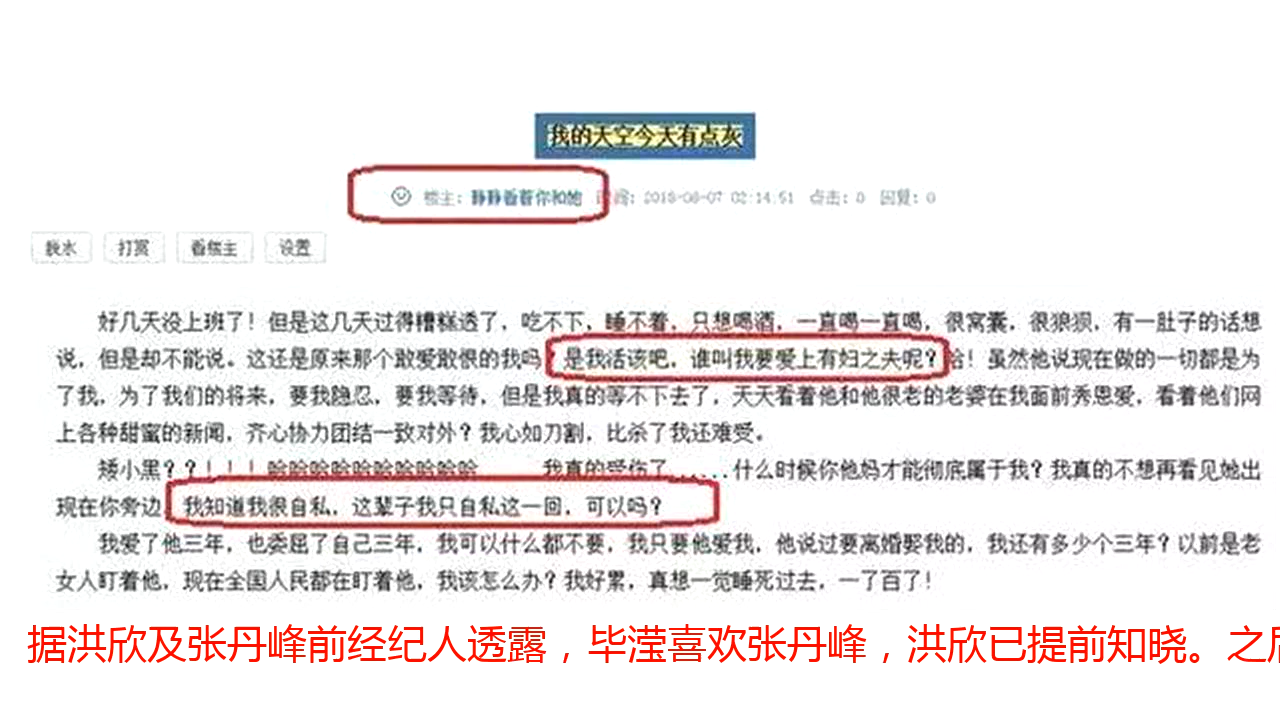 我的天空今天有点灰
楼主：静静看着你和她 时间：2018-08-07 02:14:51 点击：0 回复：0
我水 打赏 看楼主 设置
好几天没上班了！但是这几天过得糟糕透了，吃不下，睡不着，只想喝酒，一直喝一直喝，很窝囊，很狼狈，有一肚子的话想
说，但是却不能说。这还是原来那个敢爱敢恨的我吗？是我活该吧，谁叫我要爱上有妇之夫呢？哈！虽然他说现在做的一切都是为
了我，为了我们的将来，要我隐忍，要我等待，但是我真的等不下去了，天天看着他和他很老的老婆在我面前秀恩爱，看着他们网
上各种甜蜜的新闻，齐心协力团结一致对外？我心如刀割，比杀了我还难受。
矮小黑？？！！！哈哈哈哈哈哈哈哈哈哈......我真的受伤了......什么时候你他妈才能彻底属于我？我真的不想再看见她出
现在你旁边，我知道我很自私，这辈子我只自私这一回，可以吗？
我爱了他三年，也委屈了自己三年，我可以什么都不要，我只要他爱我，他说过要离婚娶我的，我还有多少个三年？以前是老
女人盯着他，现在全国人民都在盯着他，我该怎么办？我好累，真想一觉睡死过去，一了百了！
据洪欣及张丹峰前经纪人透露，毕滢喜欢张丹峰，洪欣已提前知晓。之后